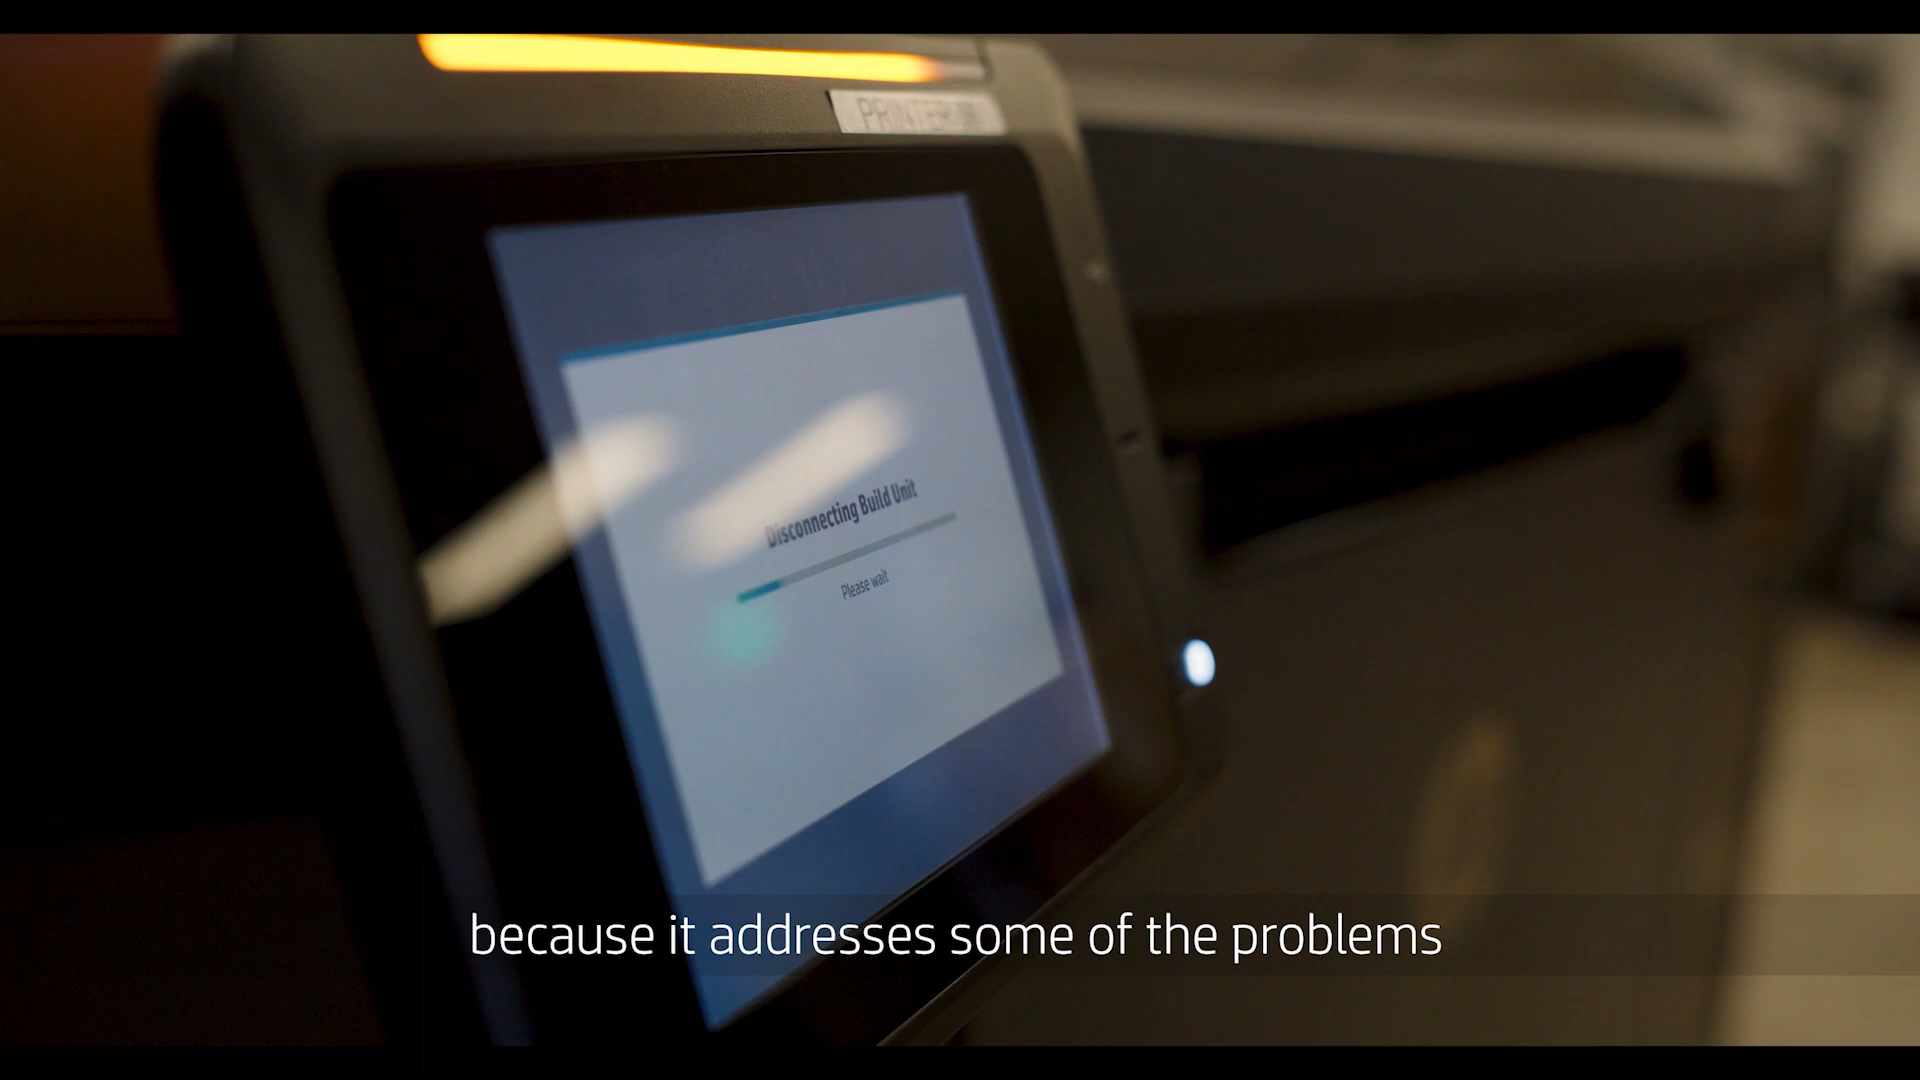 PRINTER
Disconnecting Build Unit
Please wait
because it addresses some of the problems